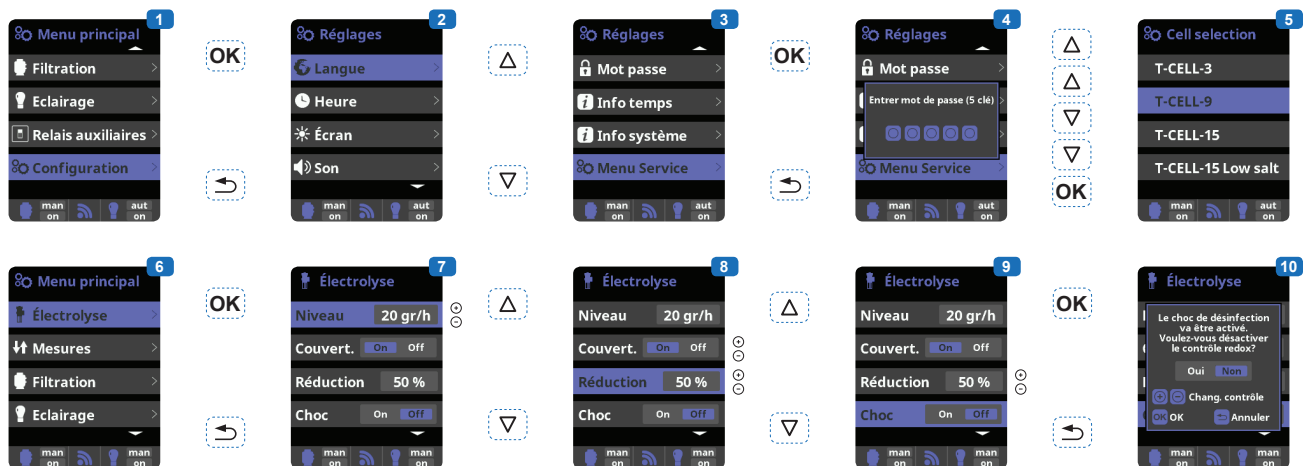 1
Menu principal
Filtration
Eclairage
Relais auxiliaires
Configuration
man on
aut on
OK
2
Réglages
Langue
Heure
Écran
Son
man on
aut on
3
Réglages
Mot passe
Info temps
Info système
Menu Service
man on
aut on
OK
4
Réglages
Mot passe
Entrer mot de passe (5 clé)
Menu Service
man on
aut on
OK
5
Cell selection
T-CELL-3
T-CELL-9
T-CELL-15
T-CELL-15 Low salt
man on
aut on
6
Menu principal
Électrolyse
Mesures
Filtration
Eclairage
man on
man on
OK
7
Électrolyse
Niveau 20 gr/h
Couvert. On Off
Réduction 50 %
Choc On Off
man on
man on
8
Électrolyse
Niveau 20 gr/h
Couvert. On Off
Réduction 50 %
Choc On Off
man on
man on
9
Électrolyse
Niveau 20 gr/h
Couvert. On Off
Réduction 50 %
Choc On Off
man on
man on
OK
10
Électrolyse
Le choc de désinfection
va être activé.
Voulez-vous désactiver
le contrôle redox?
Oui Non
Chang. contrôle
OK OK
Annuler
man on
man on